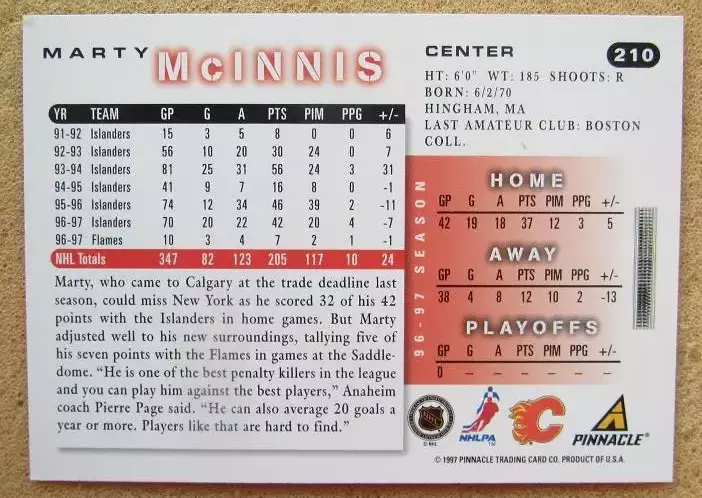 MARTY McINNIS
YR TEAM GP G A PTS PIM PPG +/-
91-92 Islanders 15 3 5 8 0 0 6
92-93 Islanders 56 10 20 30 24 0 7
93-94 Islanders 81 25 31 56 24 3 31
94-95 Islanders 41 9 7 16 8 0 -1
95-96 Islanders 74 12 34 46 39 2 -11
96-97 Islanders 70 20 22 42 20 4 -7
96-97 Flames 10 3 4 7 2 1 -1
NHL Totals 347 82 123 205 117 10 24
Marty, who came to Calgary at the trade deadline last
season, could miss New York as he scored 32 of his 42
points with the Islanders in home games. But Marty
adjusted well to his new surroundings, tallying five of
his seven points with the Flames in games at the Saddle-
dome. "He is one of the best penalty killers in the league
and you can play him against the best players," Anaheim
coach Pierre Page said. "He can also average 20 goals a
year or more. Players like that are hard to find."
CENTER 210
HT: 6'0" WT: 185 SHOOTS: R
BORN: 6/2/70
HINGHAM, MA
LAST AMATEUR CLUB: BOSTON
COLL.
96-97 SEASON
HOME
GP G A PTS PIM PPG +/-
42 19 18 37 12 3 5
AWAY
GP G A PTS PIM PPG +/-
38 4 8 12 10 2 -13
PLAYOFFS
GP G A PTS PIM PPG +/-
0 –
NHL
© NHL
NHLPA
PINNACLE®
© 1997 PINNACLE TRADING CARD CO. PRODUCT OF U.S.A.